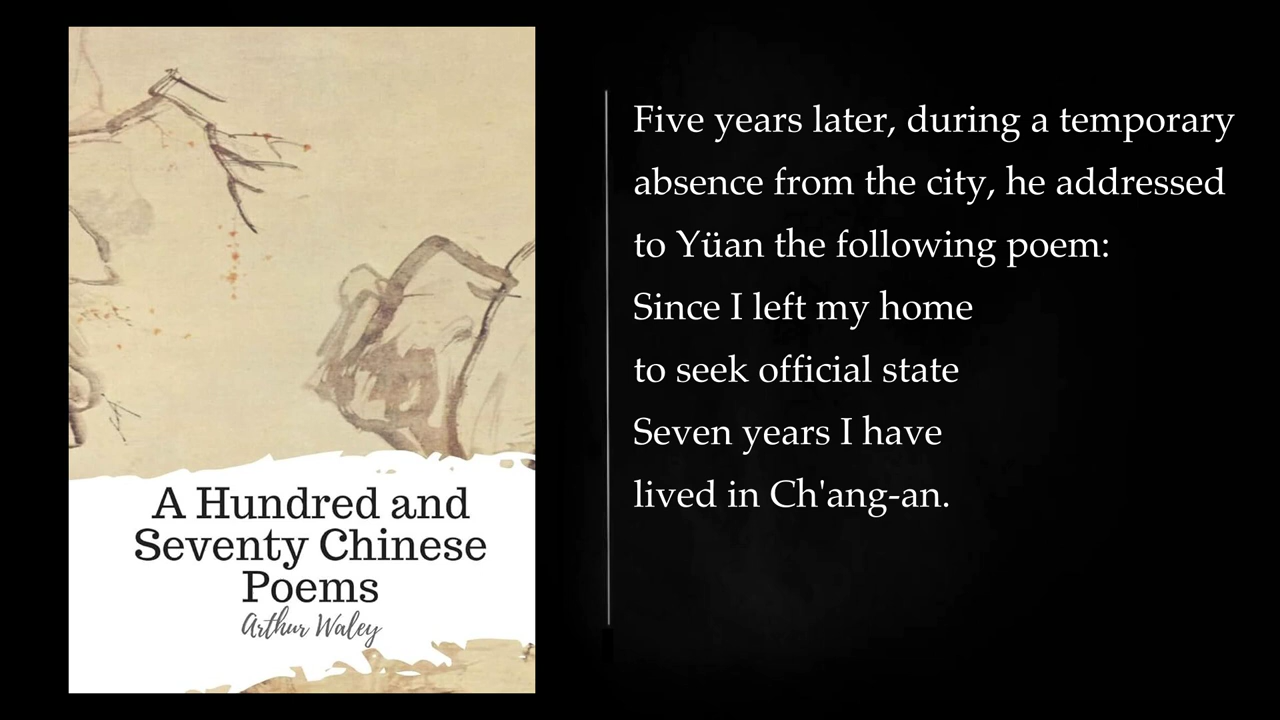 A Hundred and
Seventy Chinese
Poems
Arthur Waley
Five years later, during a temporary
absence from the city, he addressed
to Yüan the following poem:
Since I left my home
to seek official state
Seven years I have
lived in Ch'ang-an.